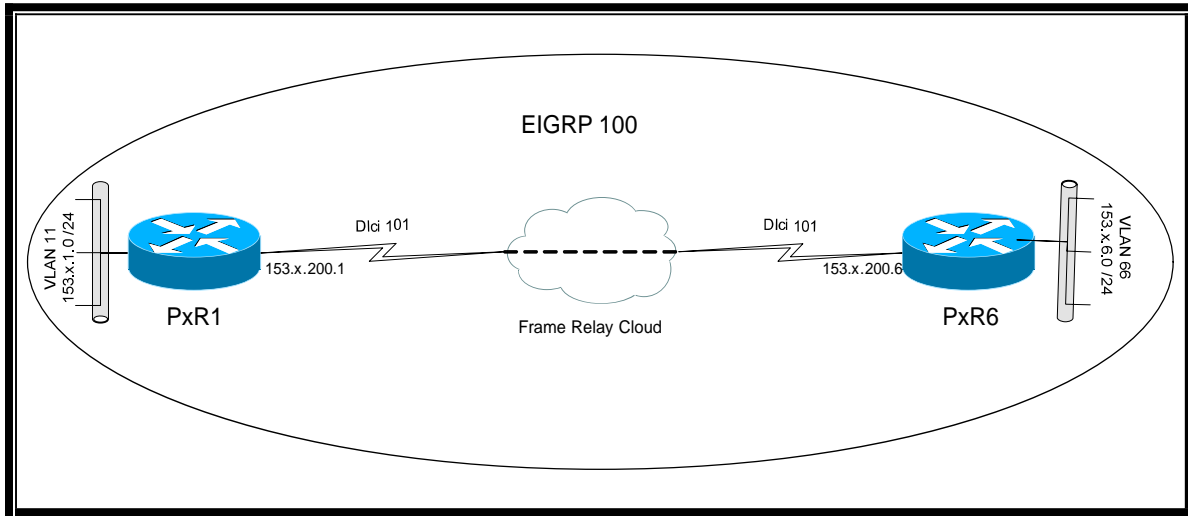 EIGRP 100
VLAN 11
153.x.1.0 /24
Dlci 101
153.x.200.1
PxR1
Frame Relay Cloud
Dlci 101
153.x.200.6
PxR6
VLAN 66
153.x.6.0 /24